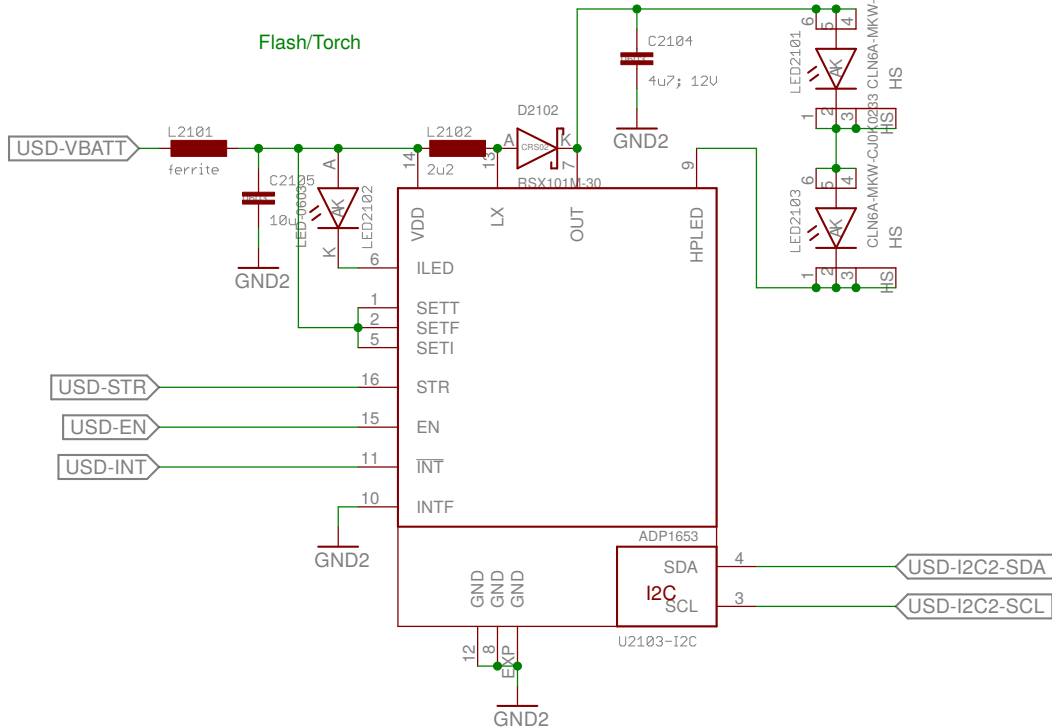 Flash/Torch
C2104
4u7; 12V
GND2
6
5
4
LED2101
AK
CLN6A-MKW-
HS
1
2
3
HS
D2102
A
K
CRS02
RSX101M-30
USD-VBATT
L2101
ferrite
C2105
10u
GND2
A
AK
K
LED-0603
LED2102
L2102
2u2
14
13
7
9
6
5
4
LED2103
AK
CLN6A-MKW-CJ0K0233
HS
1
2
3
HS
VDD
LX
OUT
HPLED
6
ILED
1
SETT
2
SETF
5
SETI
USD-STR
16
STR
USD-EN
15
EN
USD-INT
11
INT
10
INTF
GND2
ADP1653
GND
GND
GND
I2C
SDA
4
USD-I2C2-SDA
SCL
3
USD-I2C2-SCL
U2103-I2C
12
8
EXP
GND2